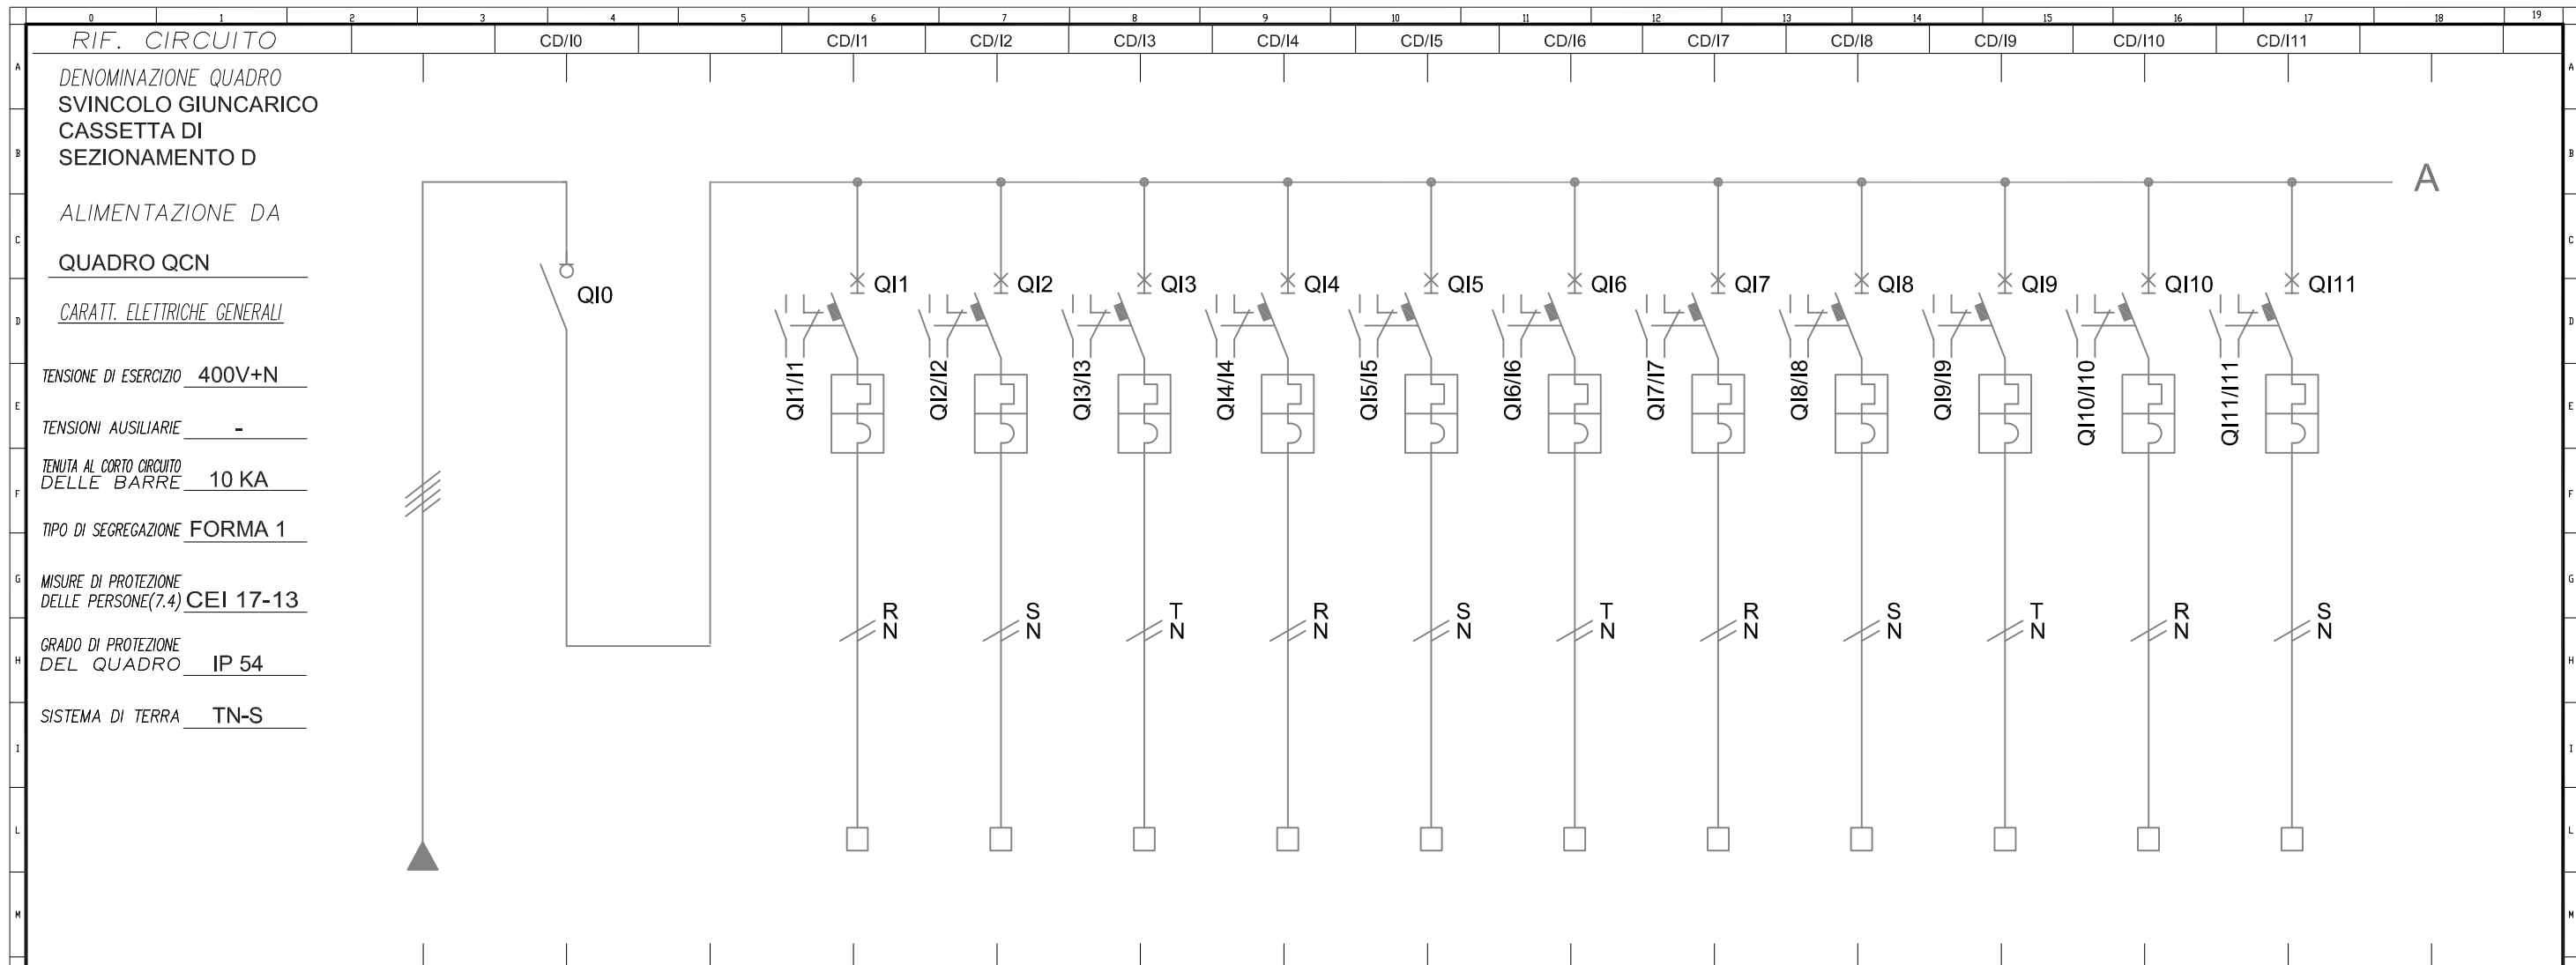 0 1 2 3 4 5 6 7 8 9 10 11 12 13 14 15 16 17 18 19
RIF. CIRCUITO CD/I0 CD/I1 CD/I2 CD/I3 CD/I4 CD/I5 CD/I6 CD/I7 CD/I8 CD/I9 CD/I10 CD/I11
A A
DENOMINAZIONE QUADRO
SVINCOLO GIUNCARICO
CASSETTA DI
B SEZIONAMENTO D B
A
ALIMENTAZIONE DA
C C
QUADRO QCN
QI0 QI1 QI2 QI3 QI4 QI5 QI6 QI7 QI8 QI9 QI10 QI11
CARATT. ELETTRICHE GENERALI
D D
TENSIONE DI ESERCIZIO 400V+N
QI1/I1 QI2/I2 QI3/I3 QI4/I4 QI5/I5 QI6/I6 QI7/I7 QI8/I8 QI9/I9 QI10/I10 QI11/I11
E E
TENSIONI AUSILIARIE -
TENUTA AL CORTO CIRCUITO
DELLE BARRE 10 KA
F F
TIPO DI SEGREGAZIONE FORMA 1
G G
MISURE DI PROTEZIONE
DELLE PERSONE(7.4) CEI 17-13
R S T R S T R S T R S
N N N N N N N N N N N
GRADO DI PROTEZIONE
H DEL QUADRO IP 54 H
SISTEMA DI TERRA TN-S
I I
L L
M M